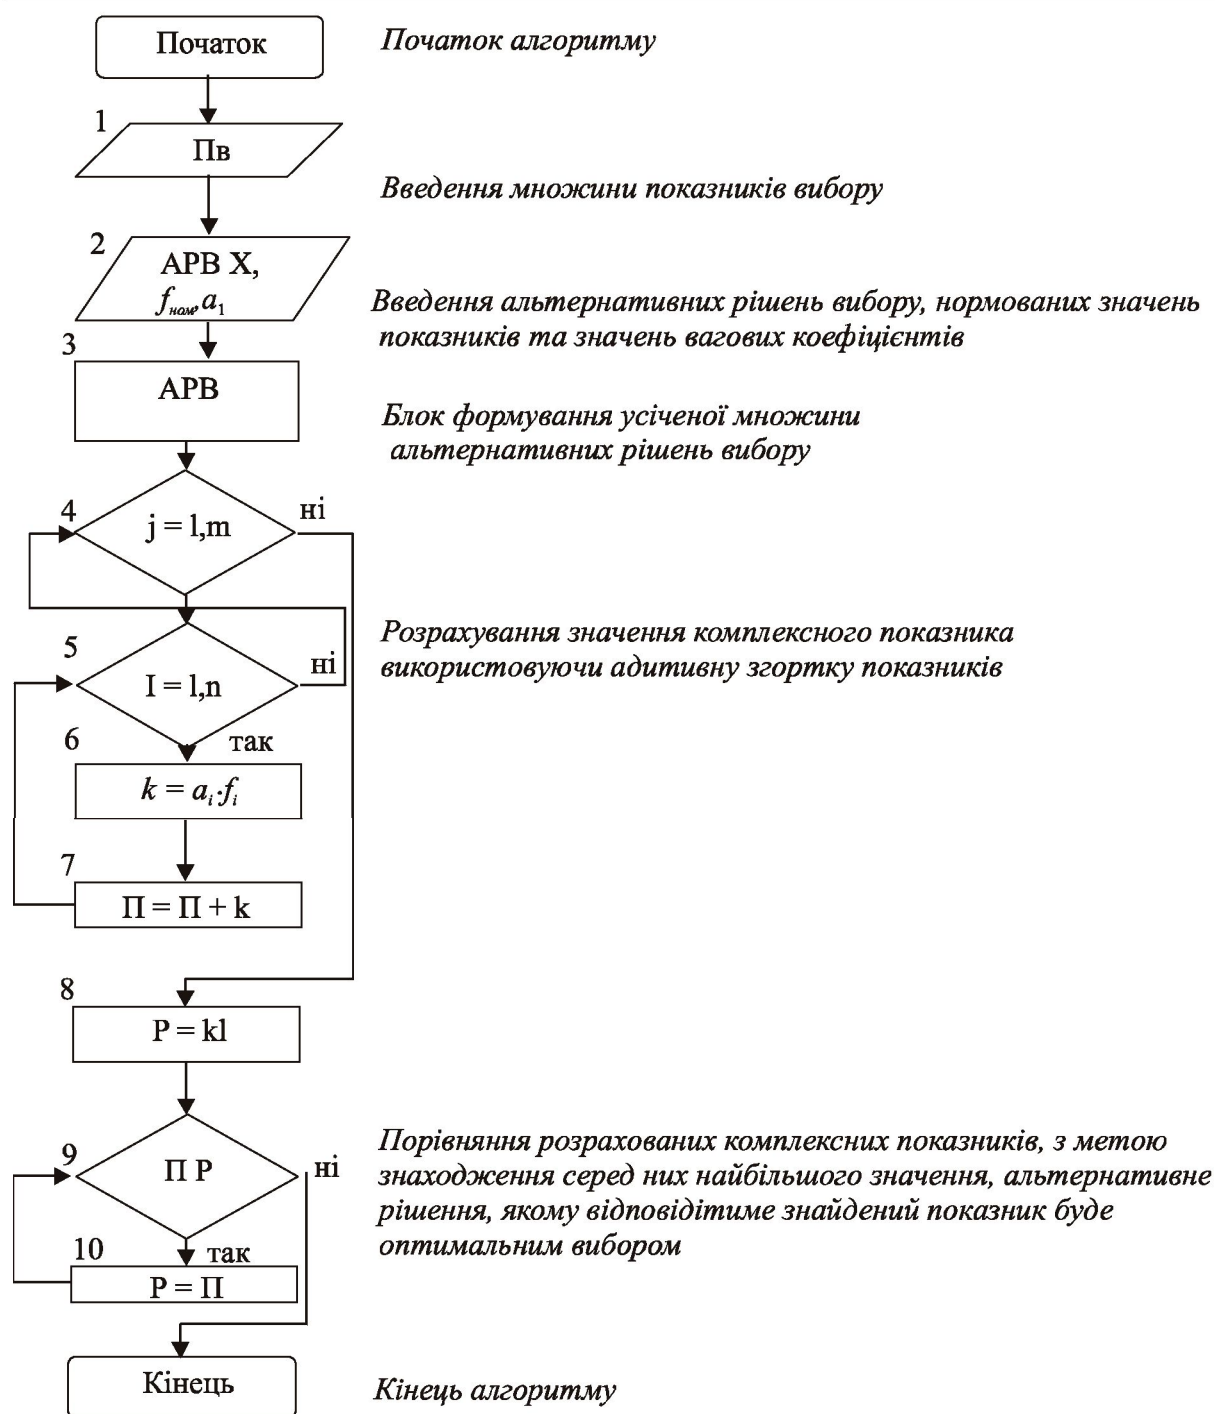 Початок
Початок алгоритму
1
Пв
Введення множини показників вибору
2
АРВ X,
fном,a1
Введення альтернативних рішень вибору, нормованих значень
показників та значень вагових коефіцієнтів
3
АРВ
Блок формування усіченої множини
альтернативних рішень вибору
4
j = l,m
ні
5
I = l,n
ні
Розрахування значення комплексного показника
використовуючи адитивну згортку показників
6
так
k = ai·fi
7
П = П + k
8
P = kl
9
П P
ні
Порівняння розрахованих комплексних показників, з метою
знаходження серед них найбільшого значення, альтернативне
рішення, якому відповідітиме знайдений показник буде
оптимальним вибором
10
так
P = П
Кінець
Кінець алгоритму